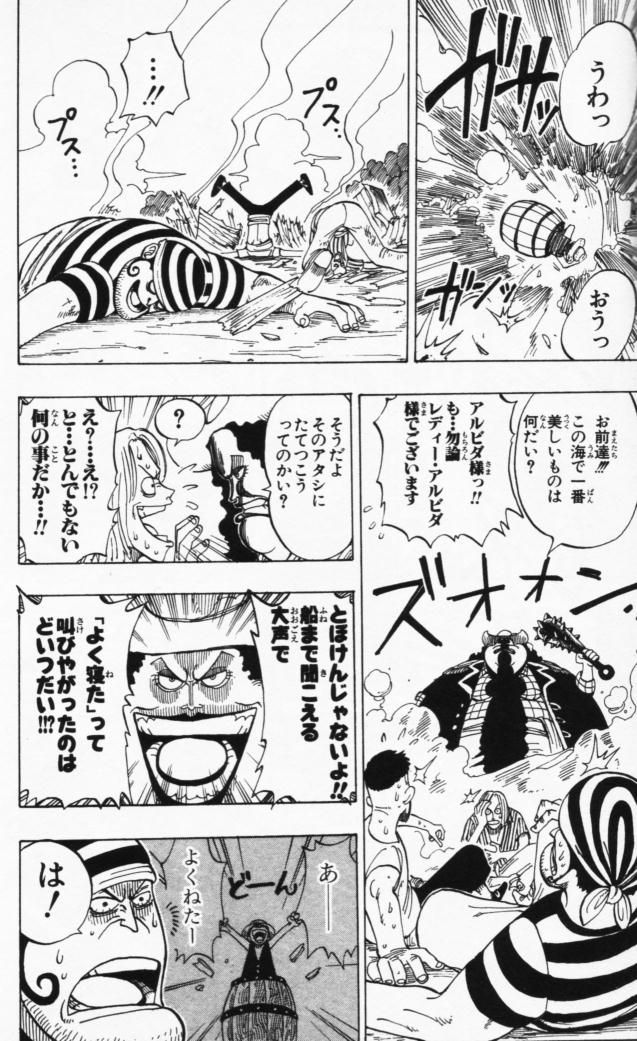 うわっ
ガサッ
ガンッ
おうっ
…!!
プス…
プス…
お前達!!!
この海で一番
美しいものは
何だい?
アルビダ様っ!!
も…勿論
レディー・アルビダ
様でございます
ズオオオン
そうだよ
そのアタシに
たてつこう
ってのかい?
?
え?…え!?
と…とんでもない
何の事だか…!!
とぼけんじゃないよ!!
船まで聞こえる
大声で
「よく寝た」って
叫びやがったのは
どいつだい!!!?
あ――
よくねたー
どーん
は!